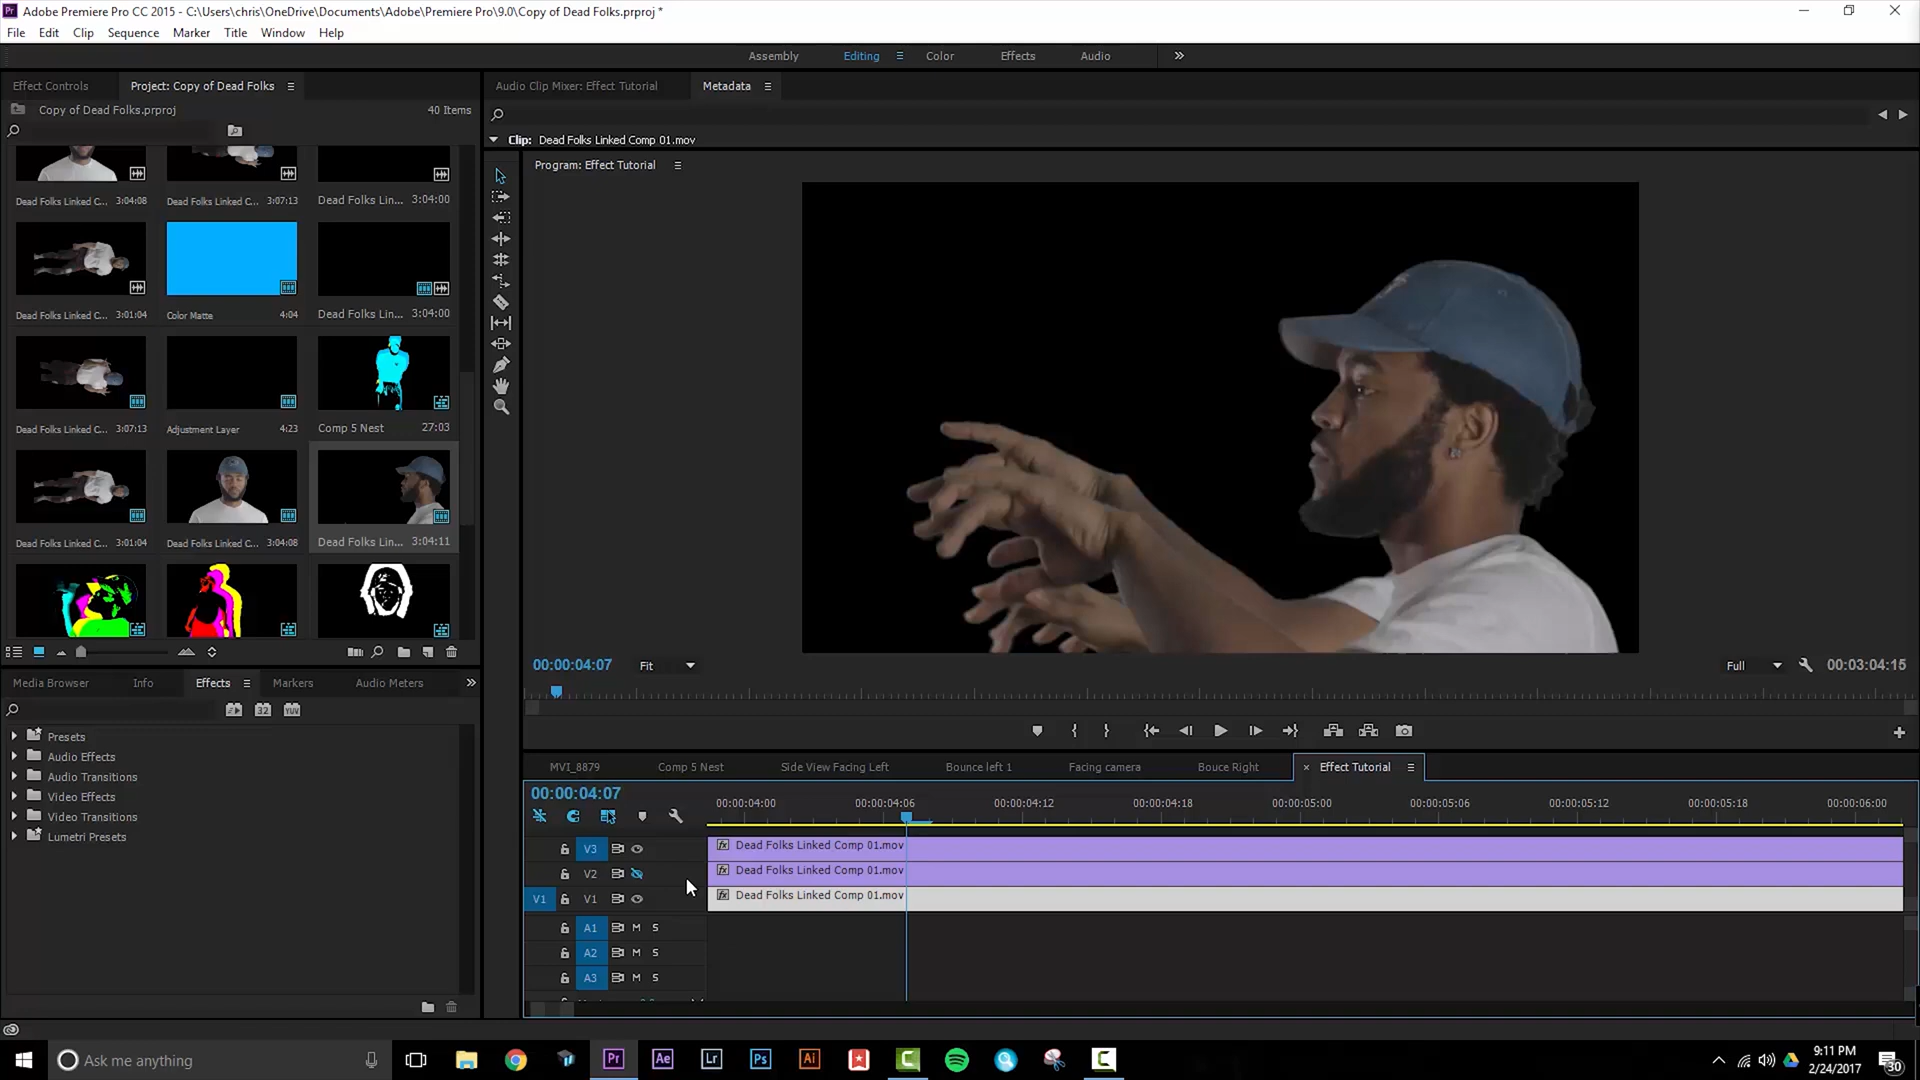 Adobe Premiere Pro CC 2015 - C:\Users\chris\OneDrive\Documents\Adobe\Premiere Pro\9.0\Copy of Dead Folks.prproj *
File Edit Clip Sequence Marker Title Window Help
Assembly Editing Color Effects Audio
Effect Controls Project: Copy of Dead Folks
Audio Clip Mixer: Effect Tutorial Metadata
Copy of Dead Folks.prproj 40 Items
Clip: Dead Folks Linked Comp 01.mov
Program: Effect Tutorial
Dead Folks Linked C... 3:04:08 Dead Folks Linked C... 3:07:13 Dead Folks Lin... 3:04:00
Dead Folks Linked C... 3:01:04 Color Matte 4:04 Dead Folks Lin... 3:04:00
Dead Folks Linked C... 3:07:13 Adjustment Layer 4:23 Comp 5 Nest 27:03
Dead Folks Linked C... 3:01:04 Dead Folks Linked C... 3:04:08 Dead Folks Lin... 3:04:11
00:00:04:07 Fit Full 00:03:04:15
Media Browser Info Effects Markers Audio Meters
32 YUV
Presets
Audio Effects
Audio Transitions
Video Effects
Video Transitions
Lumetri Presets
MVI_8879 Comp 5 Nest Side View Facing Left Bounce left 1 Facing camera Bouce Right × Effect Tutorial
00:00:04:07
00:00:04:00 00:00:04:06 00:00:04:12 00:00:04:18 00:00:05:00 00:00:05:06 00:00:05:12 00:00:05:18 00:00:06:00
V3 fx Dead Folks Linked Comp 01.mov
V2 fx Dead Folks Linked Comp 01.mov
V1 V1 fx Dead Folks Linked Comp 01.mov
A1 M S
A2 M S
A3 M S
Ask me anything
Pr Ae Lr Ps Ai C C
9:11 PM
2/24/2017
30